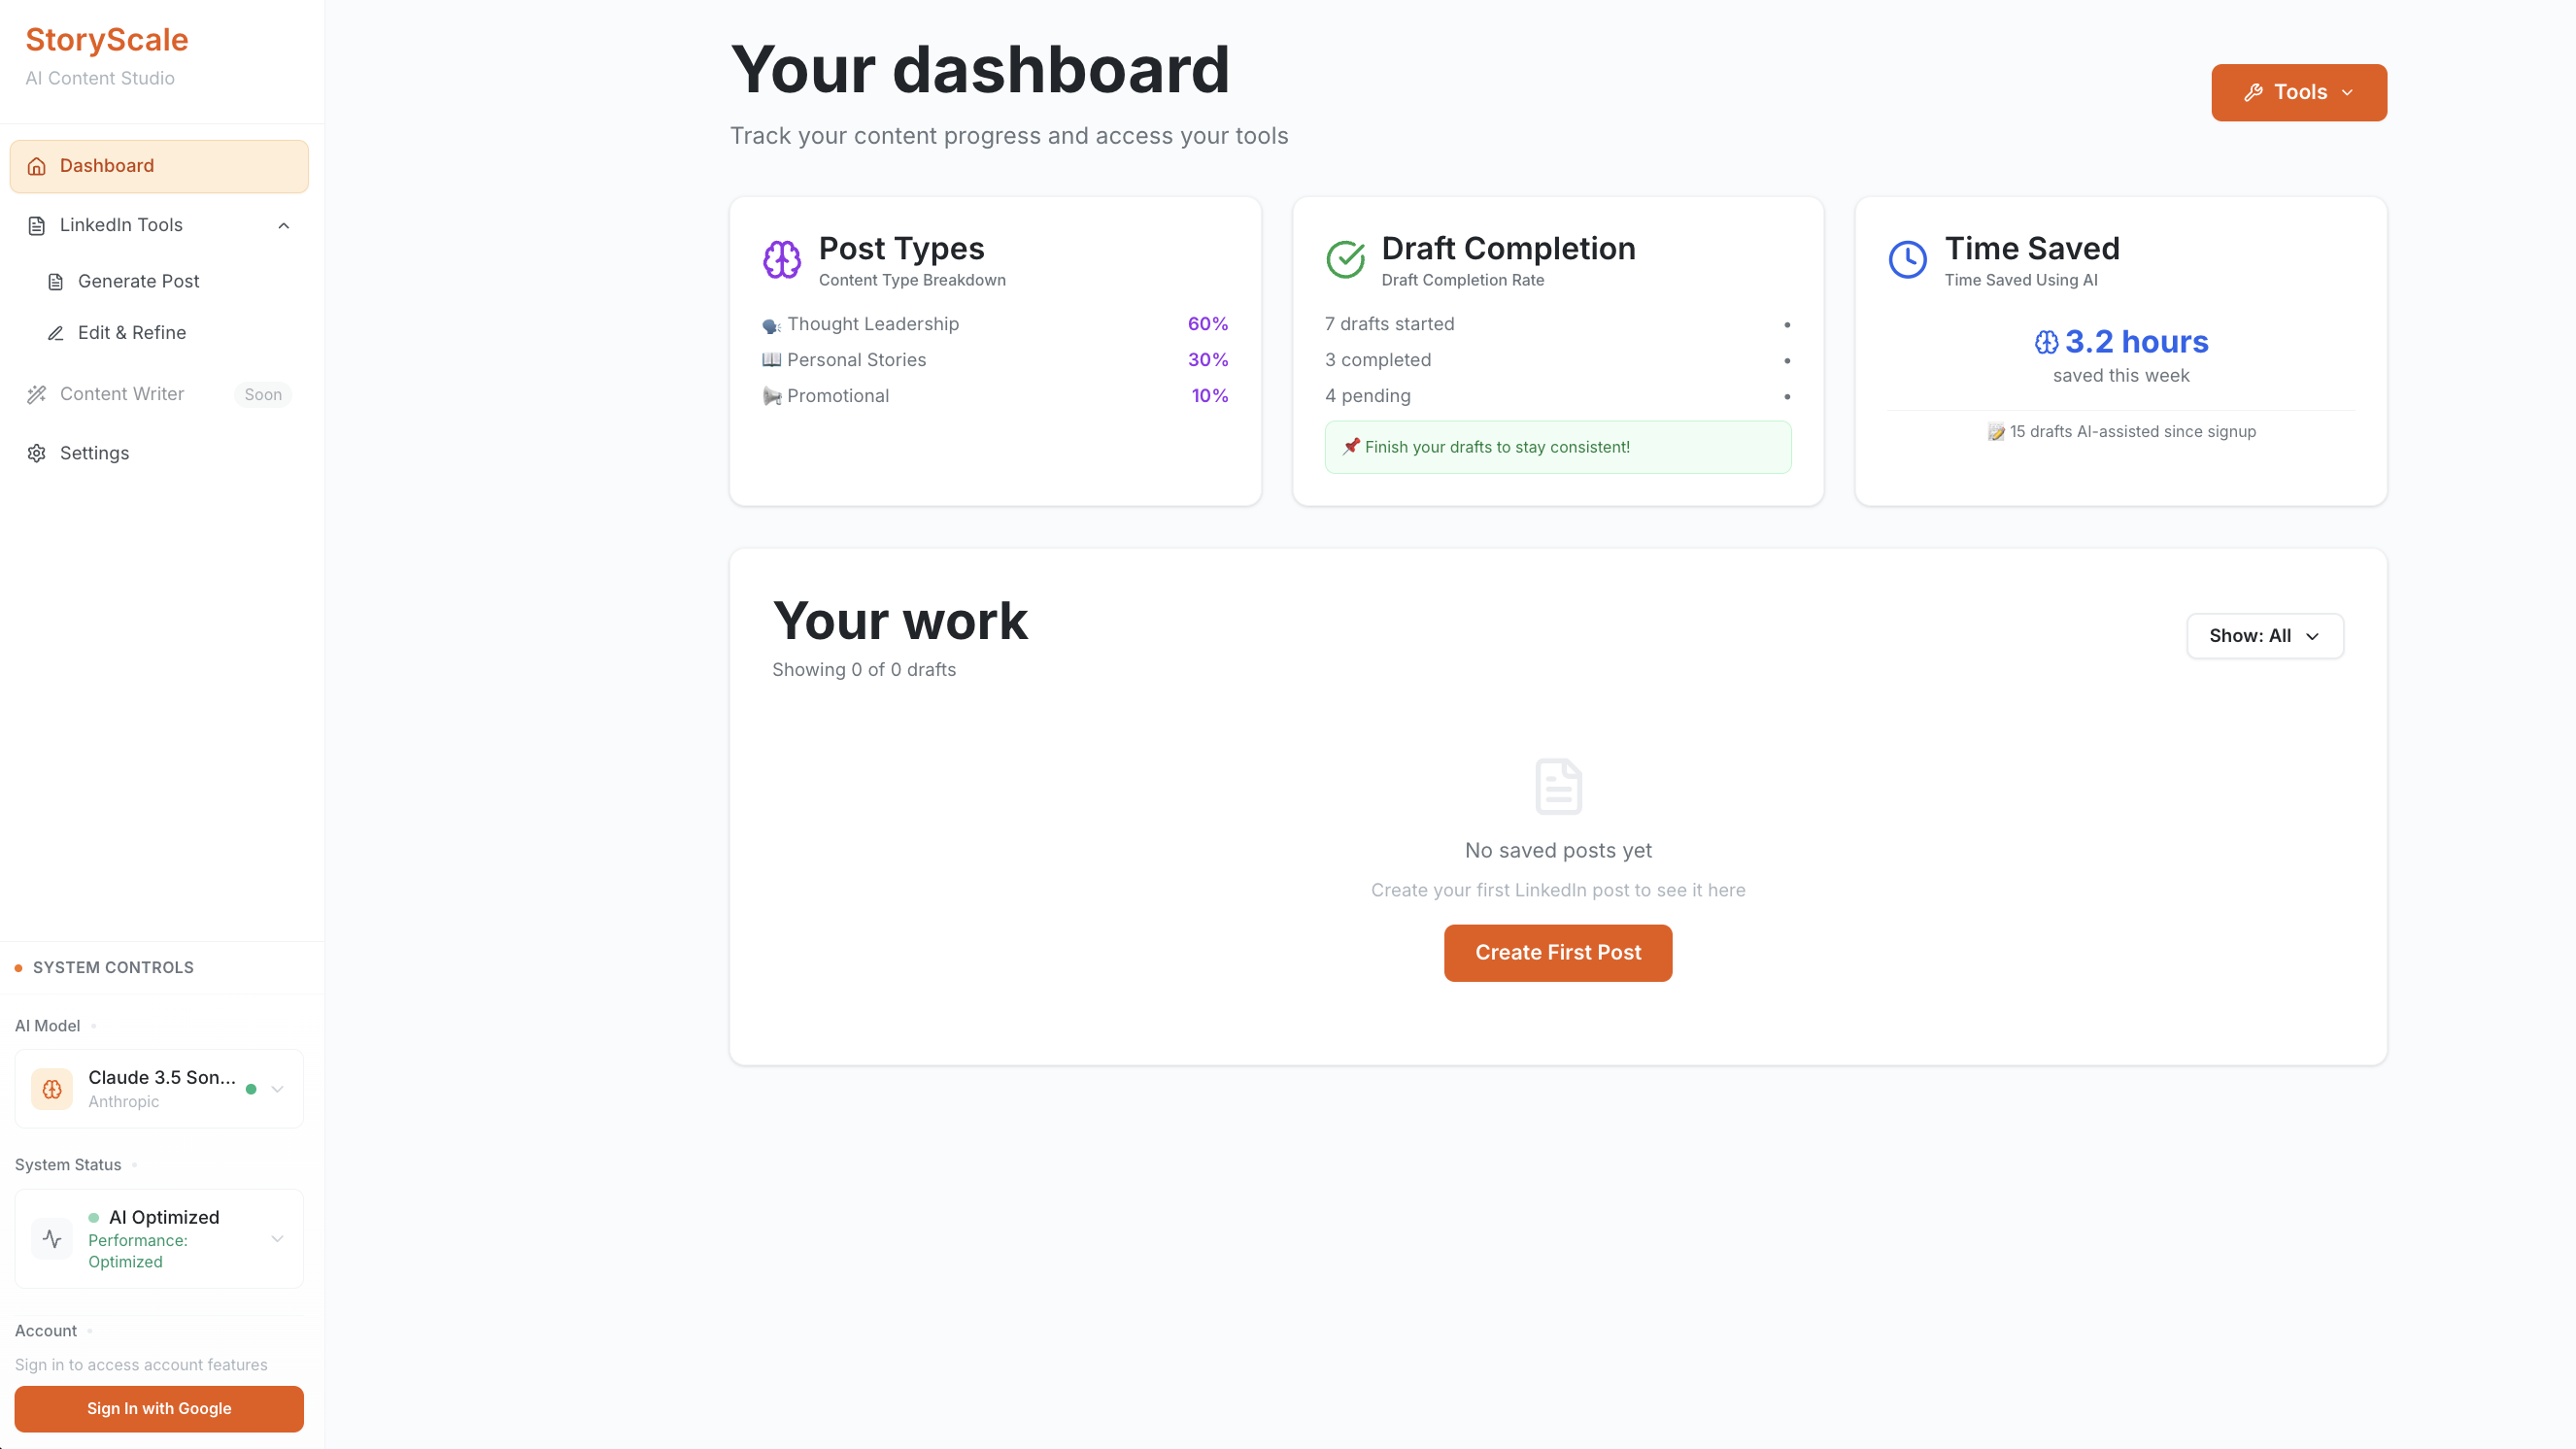 StoryScale
AI Content Studio
Dashboard
LinkedIn Tools
Generate Post
Edit & Refine
Content Writer Soon
Settings
SYSTEM CONTROLS
AI Model
Claude 3.5 Son...
Anthropic
System Status
AI Optimized
Performance:
Optimized
Account
Sign in to access account features
Sign In with Google
Your dashboard
Track your content progress and access your tools
Tools
Post Types
Content Type Breakdown
Thought Leadership 60%
Personal Stories 30%
Promotional 10%
Draft Completion
Draft Completion Rate
7 drafts started •
3 completed •
4 pending •
Finish your drafts to stay consistent!
Time Saved
Time Saved Using AI
3.2 hours
saved this week
15 drafts AI-assisted since signup
Your work
Showing 0 of 0 drafts
Show: All
No saved posts yet
Create your first LinkedIn post to see it here
Create First Post